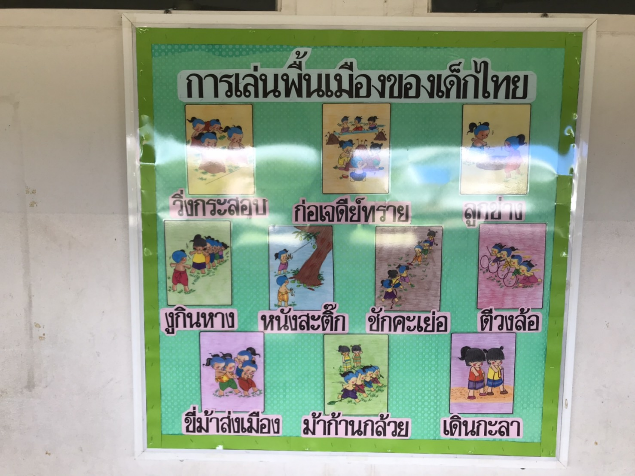 การเล่นพื้นเมืองของเด็กไทย
วิ่งกระสอบ
ก่อเจดีย์ทราย
ลูกข่าง
งูกินหาง
หนังสะติ๊ก
ชักคะเย่อ
ตีวงล้อ
ขี่ม้าส่งเมือง
ม้าก้านกล้วย
เดินกะลา